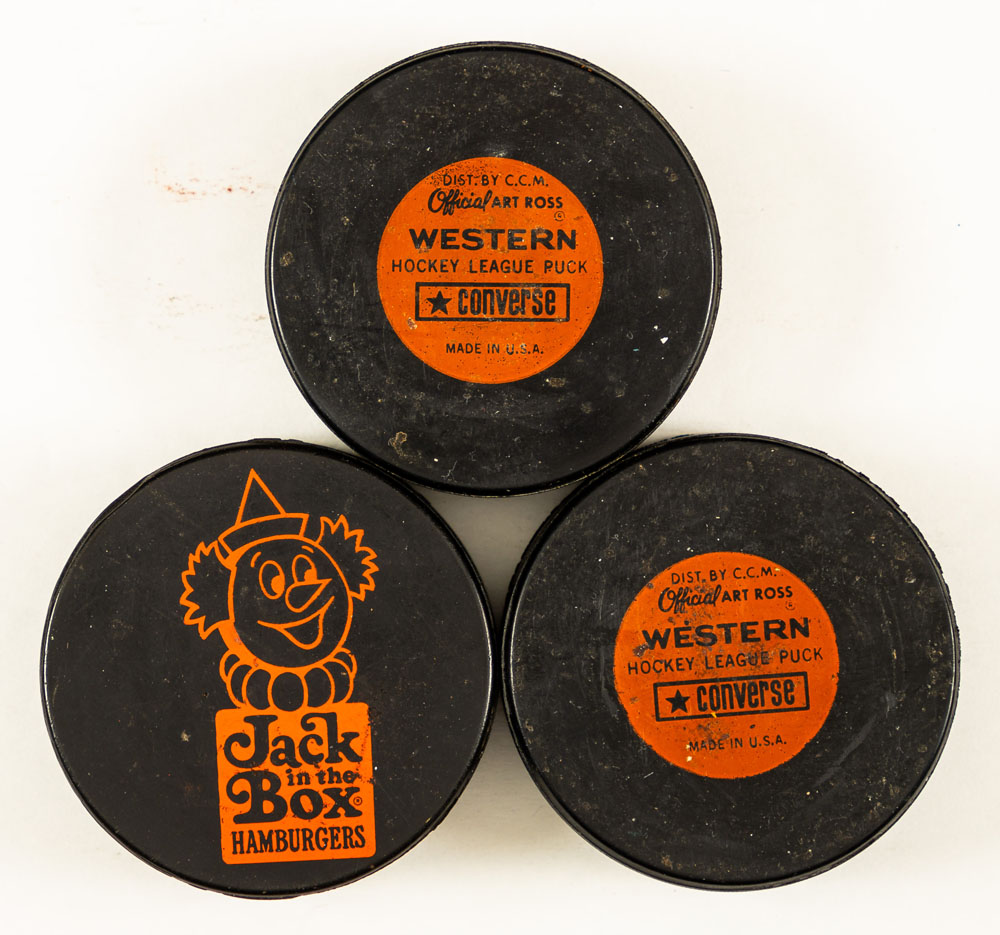 DIST. BY C.C.M.
Official ART ROSS
®
WESTERN
HOCKEY LEAGUE PUCK
★ converse
MADE IN U.S.A.
Jack
in the
Box®
HAMBURGERS
DIST. BY C.C.M.
Official ART ROSS
®
WESTERN
HOCKEY LEAGUE PUCK
★ converse
MADE IN U.S.A.